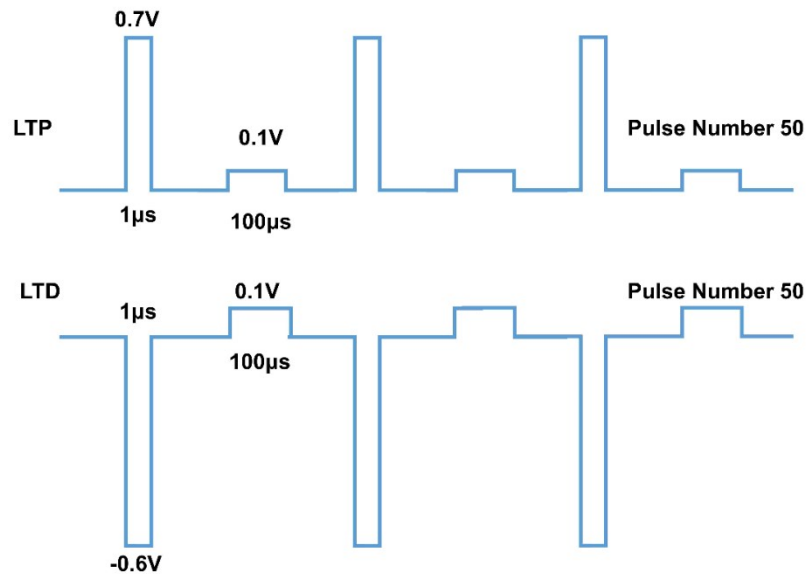 0.7V
LTP
0.1V
Pulse Number 50
1µs
100µs
LTD
0.1V
Pulse Number 50
1µs
100µs
-0.6V